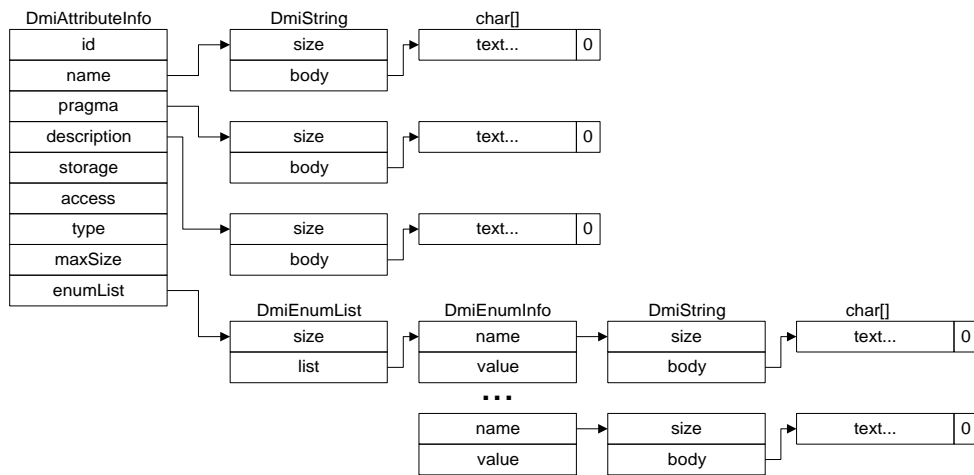 DmiAttributeInfo DmiString char[]
id size text... 0
name body
pragma size text... 0
description body
storage
access size text... 0
type body
maxSize
enumList DmiEnumList DmiEnumInfo DmiString char[]
size name size text... 0
list value body
...
name size text... 0
value body